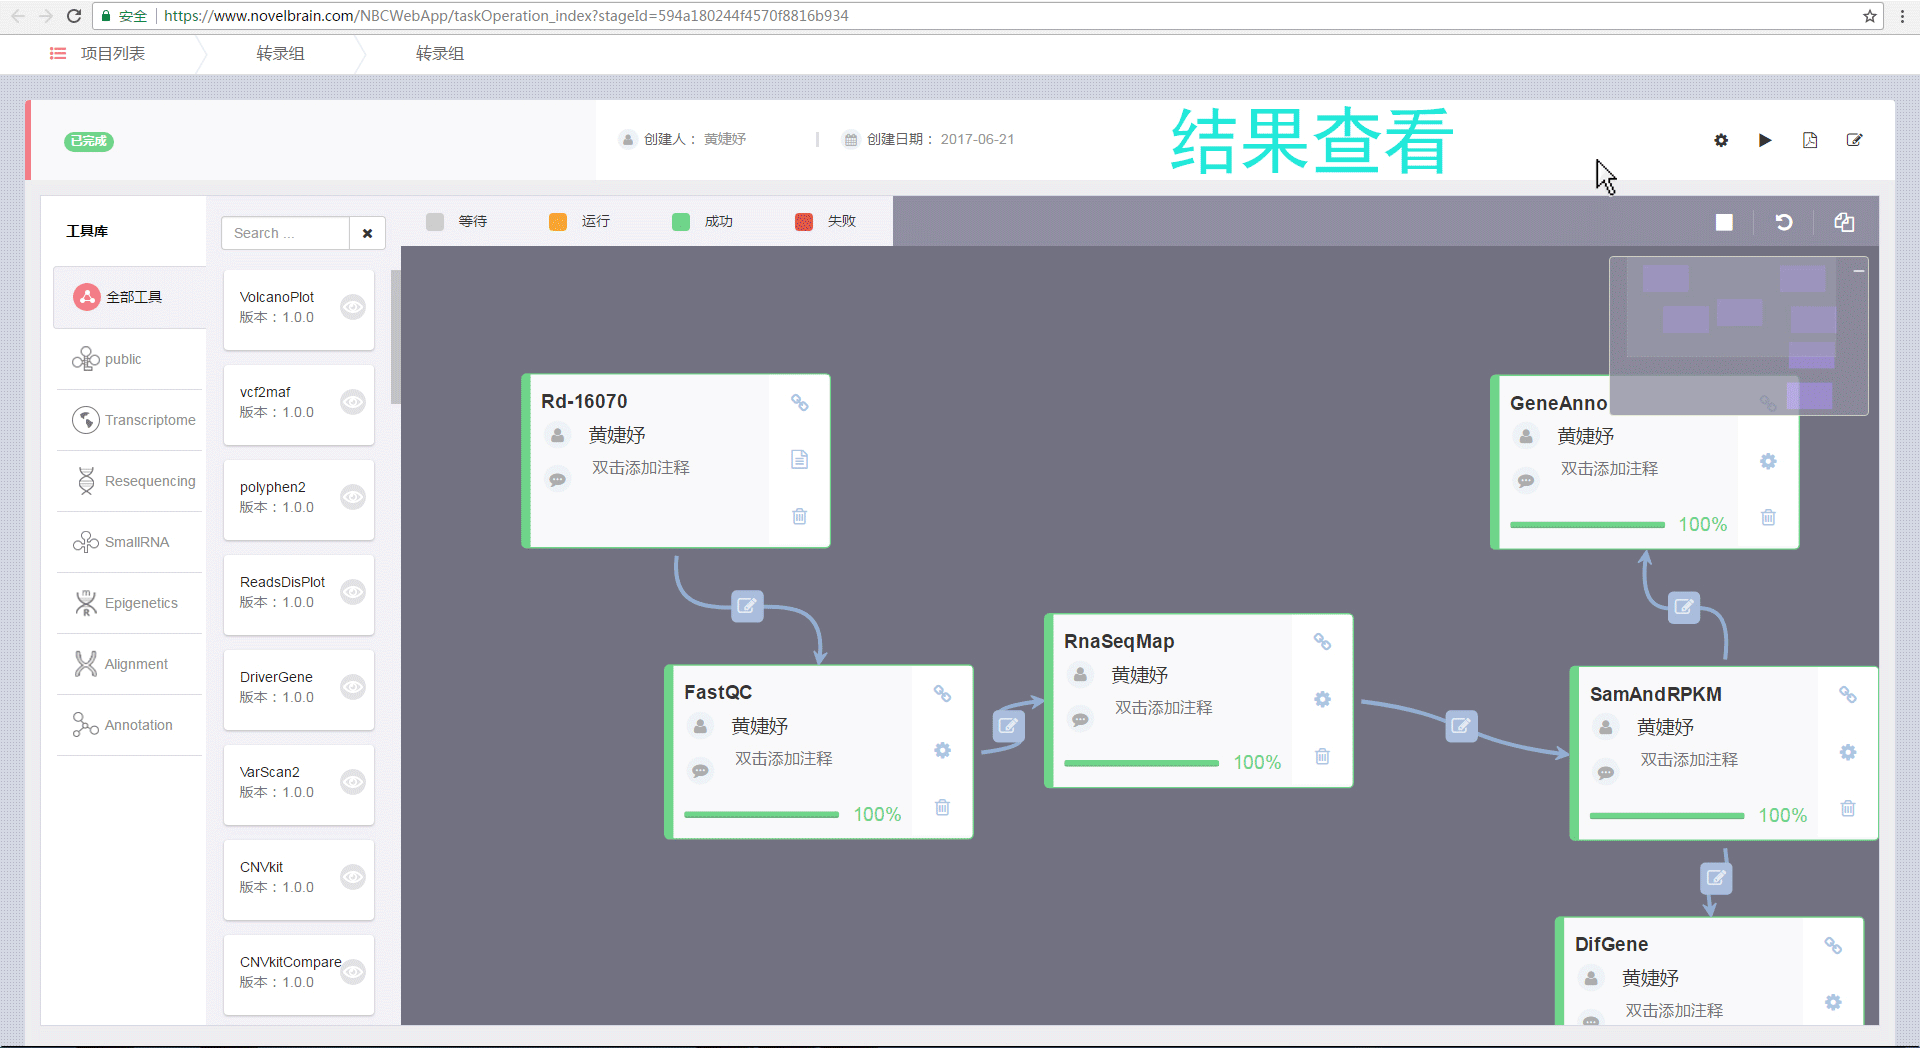 安全 https://www.novelbrain.com/NBCWebApp/taskOperation_index?stageId=594a180244f4570f8816b934
项目列表 转录组 转录组
已完成 创建人： 黄婕妤 创建日期： 2017-06-21 结果查看
工具库
全部工具
public
Transcriptome
Resequencing
SmallRNA
Epigenetics
Alignment
Annotation
Search ...
VolcanoPlot
版本：1.0.0
vcf2maf
版本：1.0.0
polyphen2
版本：1.0.0
ReadsDisPlot
版本：1.0.0
DriverGene
版本：1.0.0
VarScan2
版本：1.0.0
CNVkit
版本：1.0.0
CNVkitCompare
版本：1.0.0
等待 运行 成功 失败
Rd-16070
黄婕妤
双击添加注释
GeneAnno
黄婕妤
双击添加注释
100%
FastQC
黄婕妤
双击添加注释
100%
RnaSeqMap
黄婕妤
双击添加注释
100%
SamAndRPKM
黄婕妤
双击添加注释
100%
DifGene
黄婕妤
双击添加注释